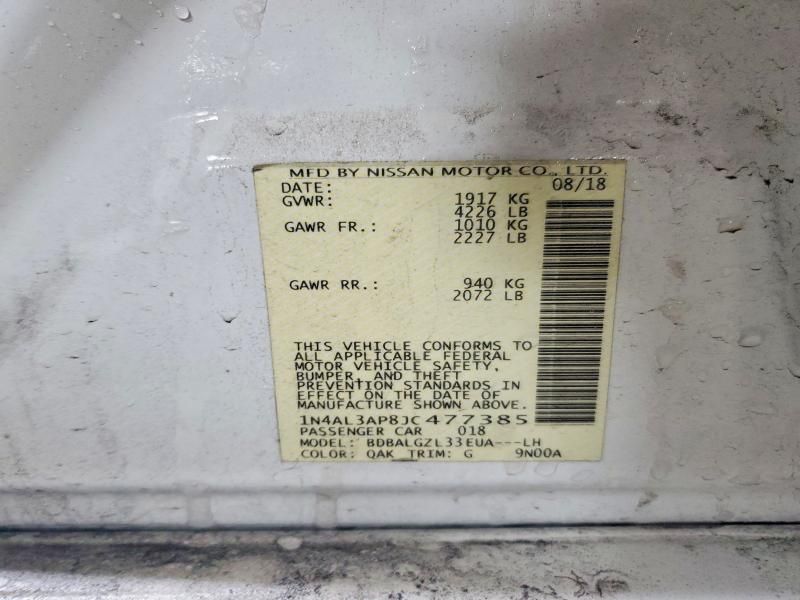 MFD BY NISSAN MOTOR CO., LTD.
DATE: 08/18
GVWR: 1917 KG
4226 LB
GAWR FR.: 1010 KG
2227 LB
GAWR RR.: 940 KG
2072 LB
THIS VEHICLE CONFORMS TO
ALL APPLICABLE FEDERAL
MOTOR VEHICLE SAFETY,
BUMPER, AND THEFT
PREVENTION STANDARDS IN
EFFECT ON THE DATE OF
MANUFACTURE SHOWN ABOVE.
1N4AL3AP8JC477385
PASSENGER CAR 018
MODEL: BDBALGZL33EUA---LH
COLOR: QAK TRIM: G 9N00A